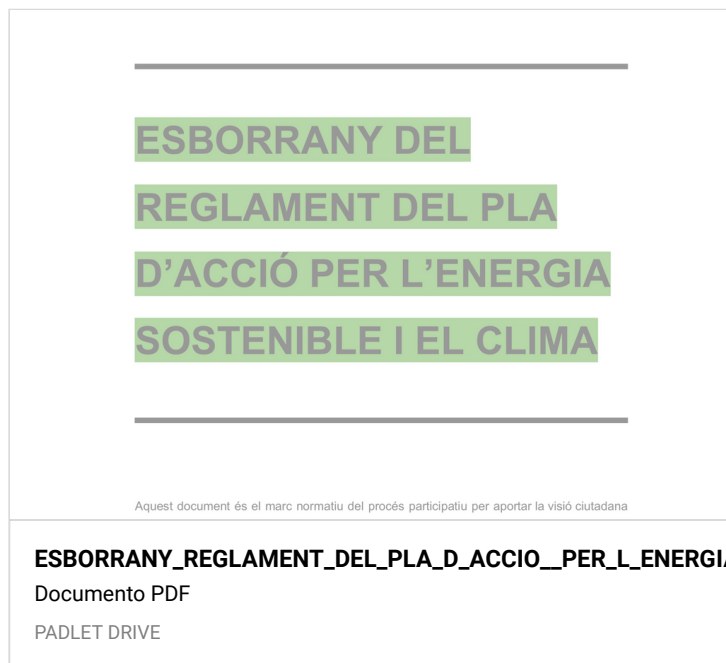 ESBORRANY DEL
REGLAMENT DEL PLA
D’ACCIÓ PER L’ENERGIA
SOSTENIBLE I EL CLIMA
Aquest document és el marc normatiu del procés participatiu per aportar la visió ciutadana
ESBORRANY_REGLAMENT_DEL_PLA_D_ACCIO__PER_L_ENERGIA
Documento PDF
PADLET DRIVE